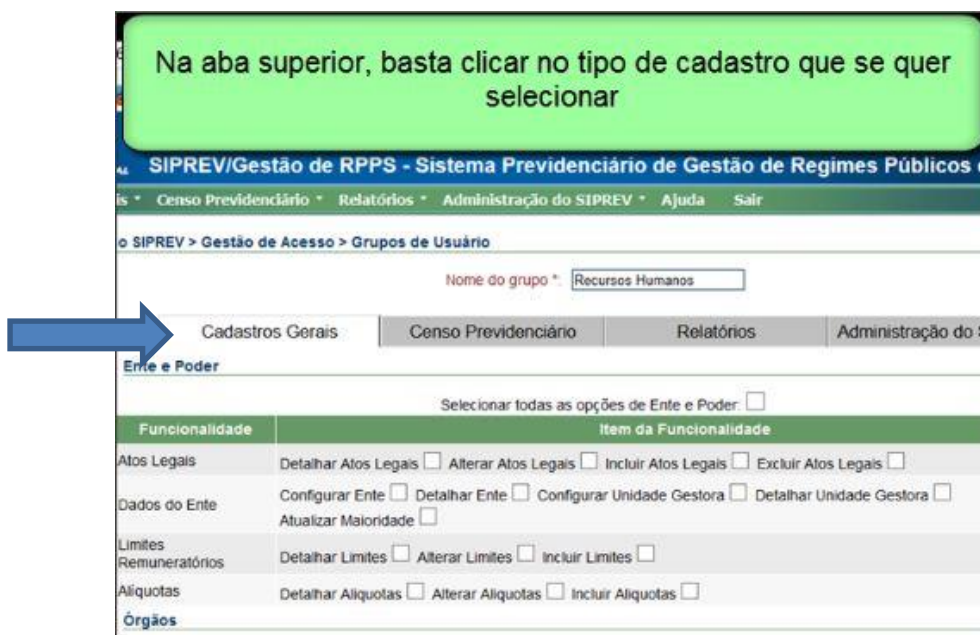 Na aba superior, basta clicar no tipo de cadastro que se quer
selecionar
SIPREV/Gestão de RPPS - Sistema Previdenciário de Gestão de Regimes Públicos
Censo Previdenciário Relatórios Administração do SIPREV Ajuda Sair
o SIPREV > Gestão de Acesso > Grupos de Usuário
Nome do grupo *: Recursos Humanos
Cadastros Gerais Censo Previdenciário Relatórios Administração do
Ente e Poder
Selecionar todas as opções de Ente e Poder:
Funcionalidade Item da Funcionalidade
Atos Legais Detalhar Atos Legais Alterar Atos Legais Incluir Atos Legais Excluir Atos Legais
Dados do Ente Configurar Ente Detalhar Ente Configurar Unidade Gestora Detalhar Unidade Gestora
Atualizar Maioridade
Limites
Remuneratórios Detalhar Limites Alterar Limites Incluir Limites
Alíquotas Detalhar Aliquotas Alterar Aliquotas Incluir Aliquotas
Órgãos